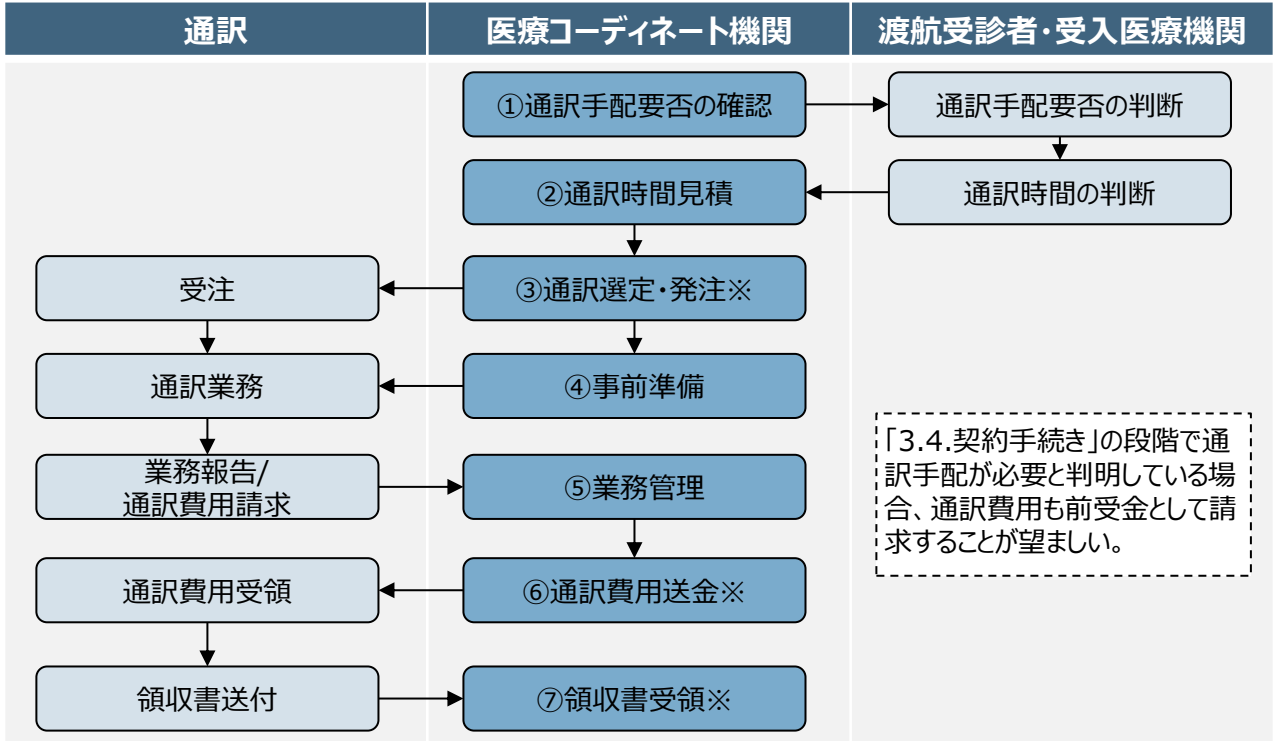 通訳
医療コーディネート機関
渡航受診者・受入医療機関
①通訳手配要否の確認
通訳手配要否の判断
②通訳時間見積
通訳時間の判断
受注
③通訳選定・発注※
通訳業務
④事前準備
業務報告/
通訳費用請求
⑤業務管理
「3.4.契約手続き」の段階で通
訳手配が必要と判明している場
合、通訳費用も前受金として請
求することが望ましい。
通訳費用受領
⑥通訳費用送金※
領収書送付
⑦領収書受領※